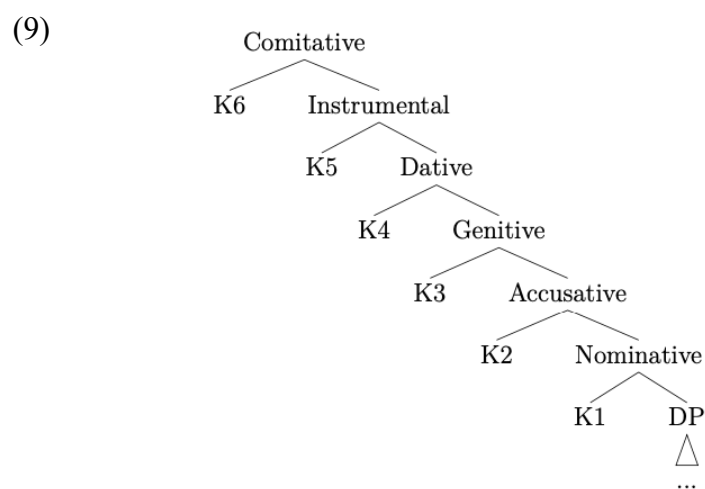 (9)
Comitative
K6 Instrumental
K5 Dative
K4 Genitive
K3 Accusative
K2 Nominative
K1 DP
...